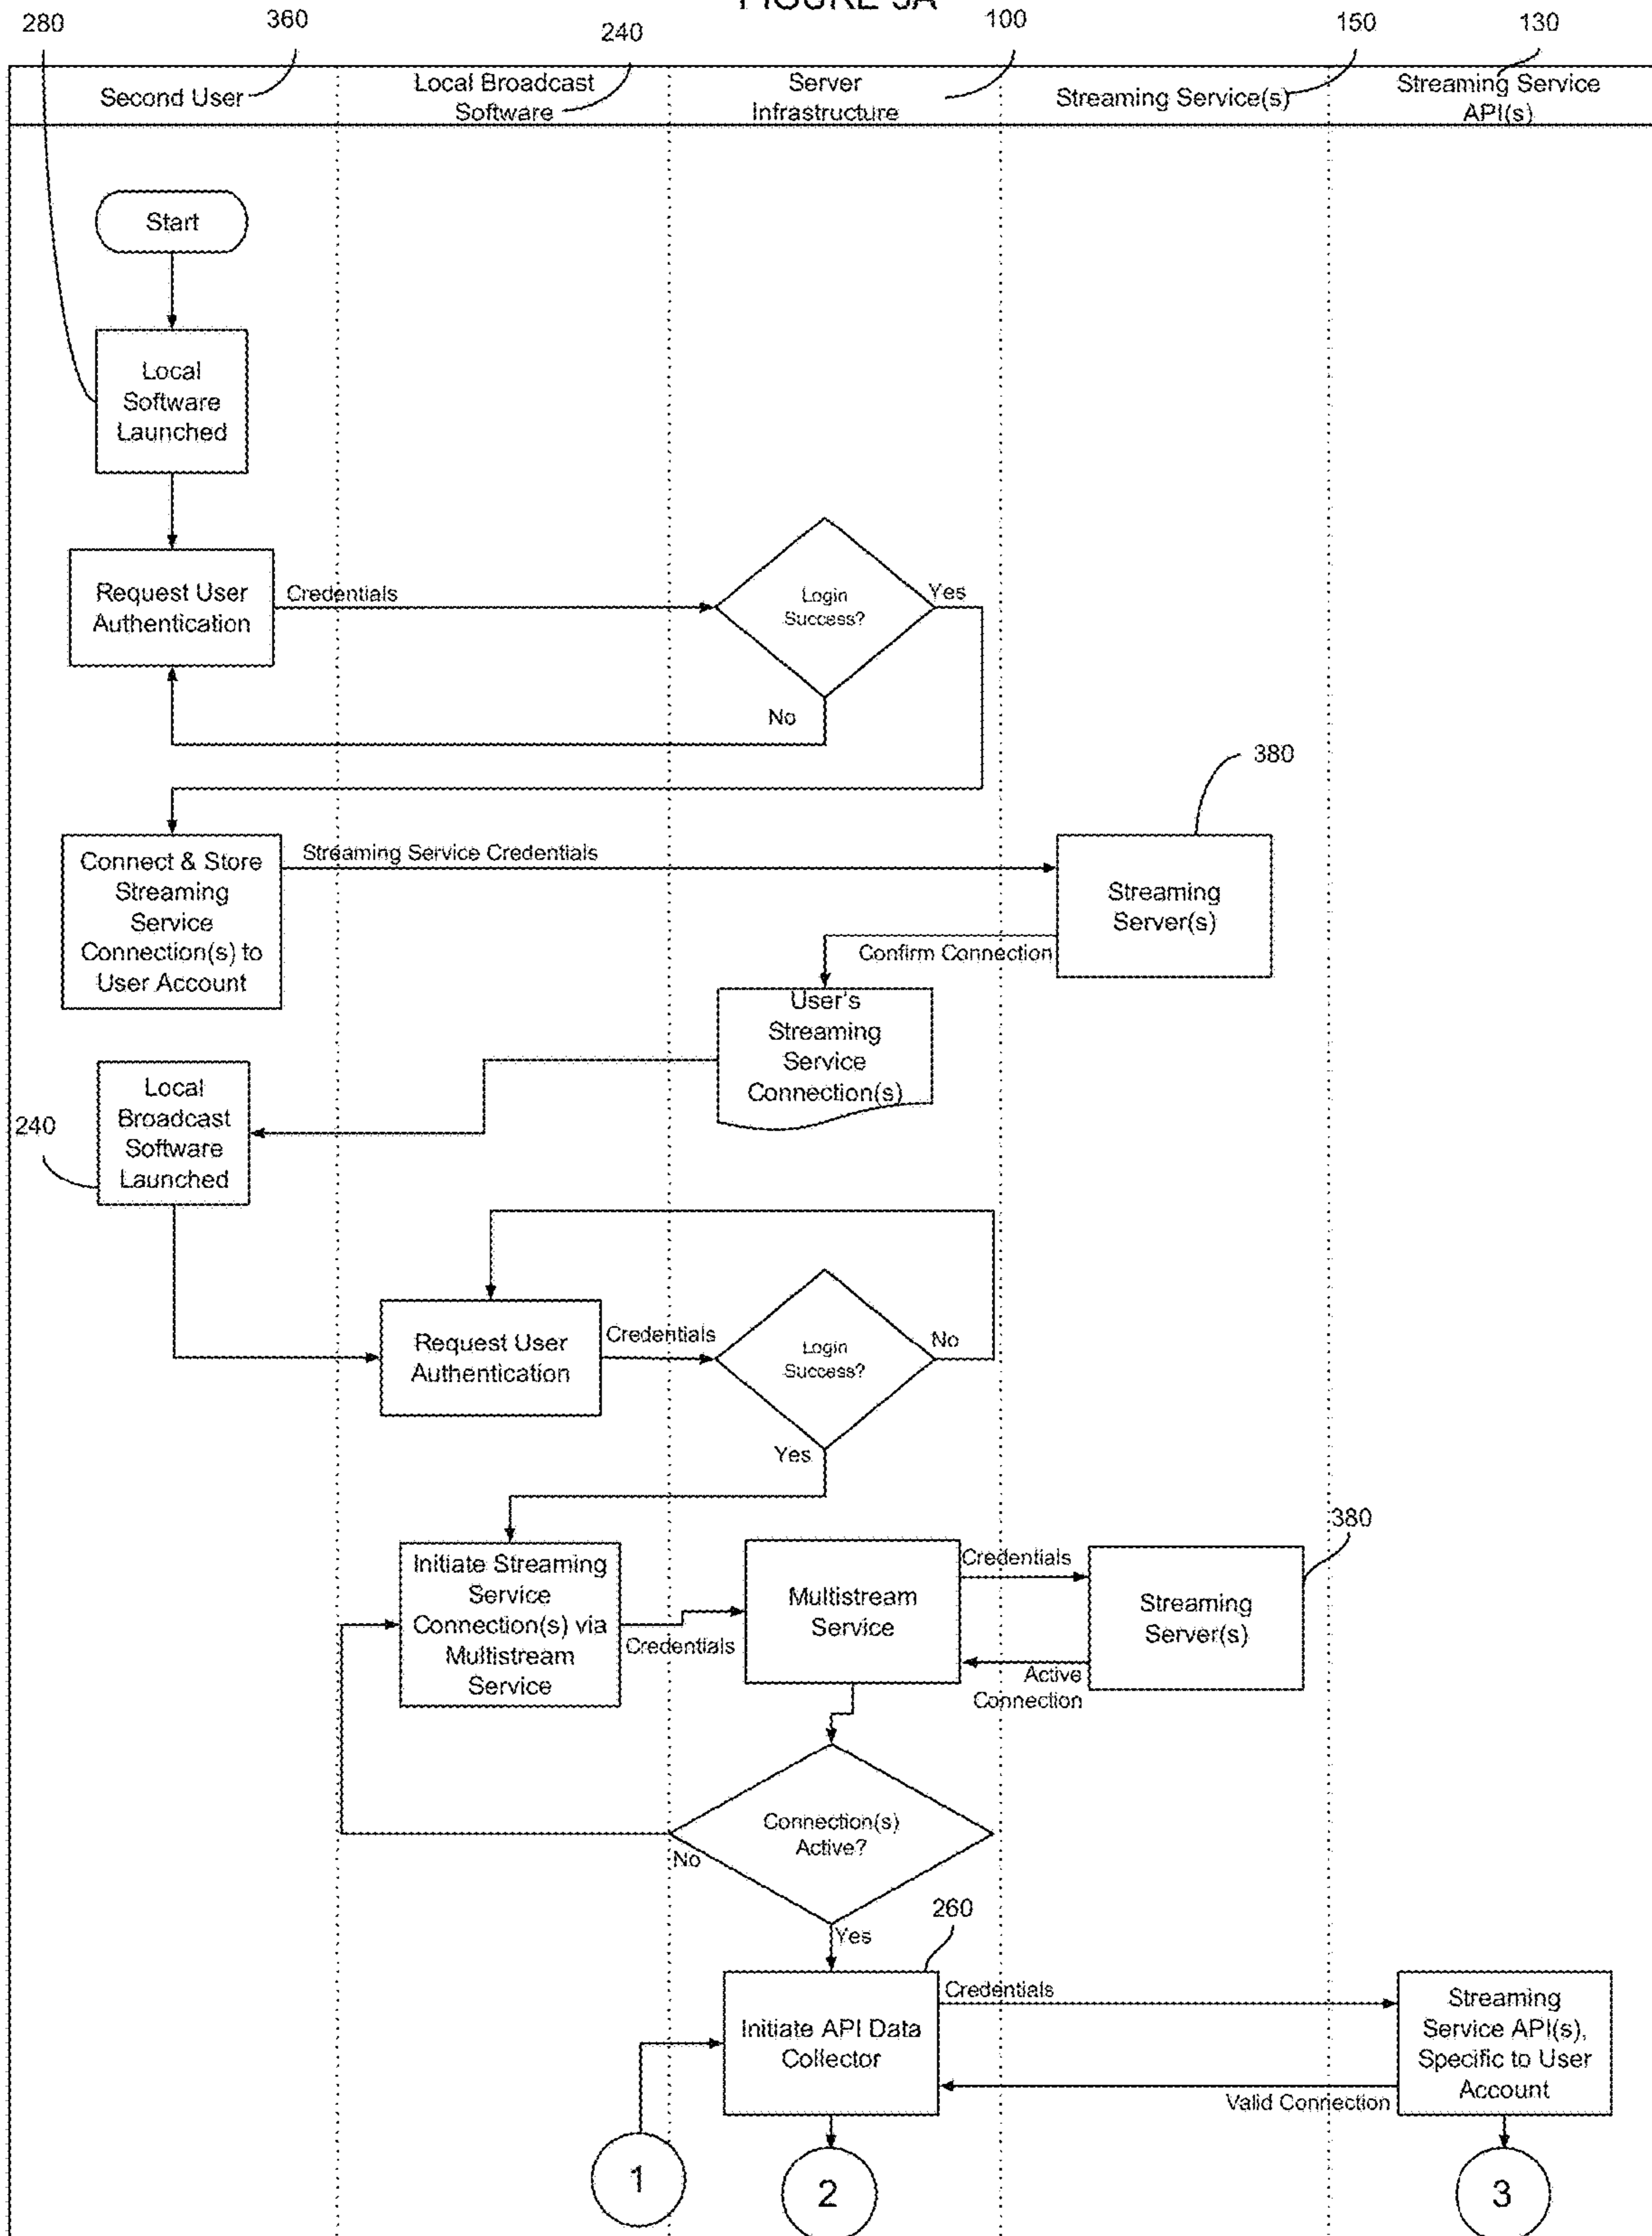 280
360
240
100
150
130
Second User
Local Broadcast
Software
Server
Infrastructure
Streaming Service(s)
Streaming Service
API(s)
Start
Local
Software
Launched
Request User
Authentication
Credentials
Login
Success?
Yes
No
380
Connect & Store
Streaming
Service
Connection(s) to
User Account
Streaming Service Credentials
Streaming
Server(s)
Confirm Connection
User's
Streaming
Service
Connection(s)
Local
Broadcast
Software
Launched
240
Request User
Authentication
Credentials
Login
Success?
No
Yes
380
Initiate Streaming
Service
Connection(s) via
Multistream
Service
Credentials
Multistream
Service
Credentials
Streaming
Server(s)
Active
Connection
Connection(s)
Active?
No
Yes
260
Initiate API Data
Collector
Credentials
Streaming
Service API(s),
Specific to User
Account
Valid Connection
1
2
3